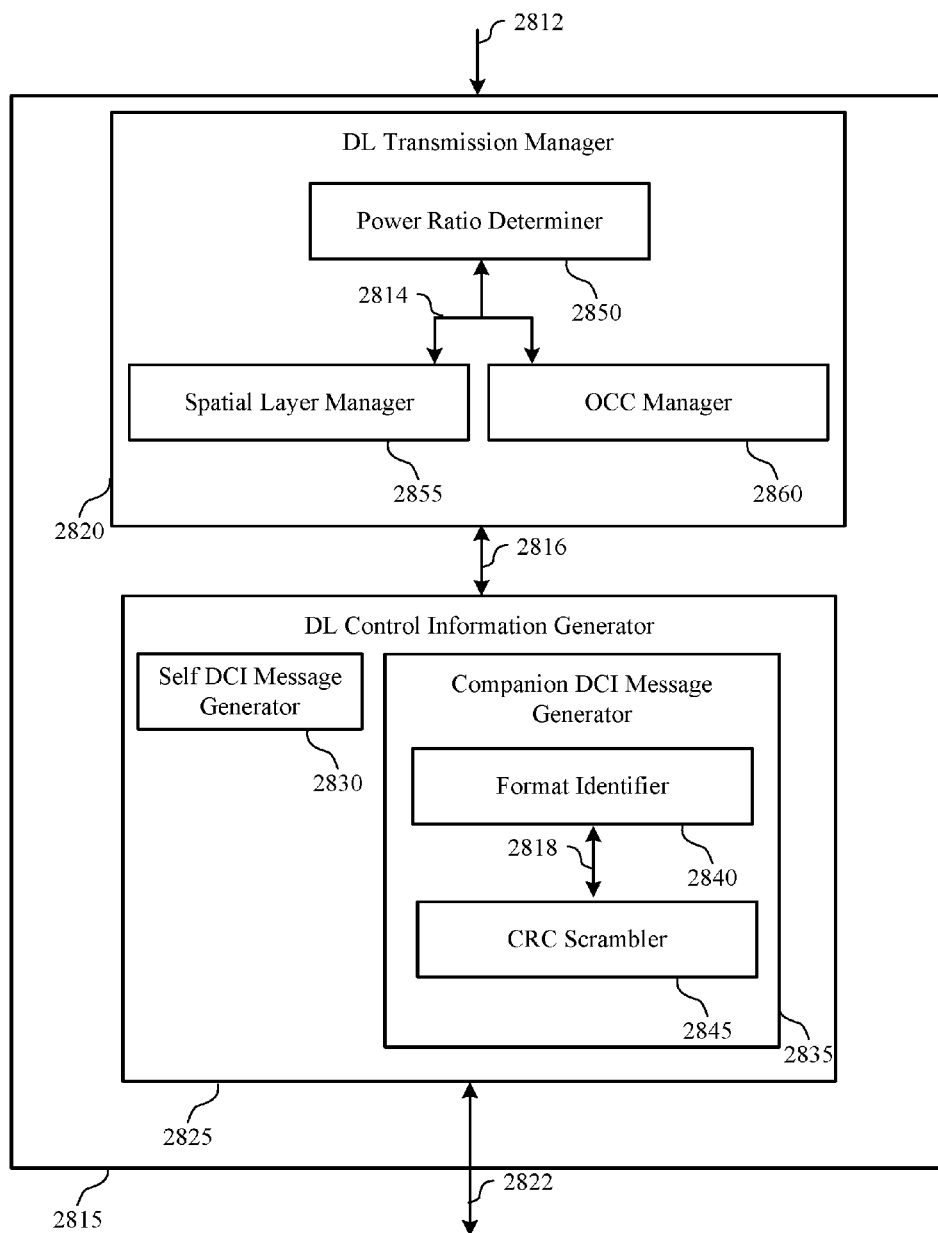 2812
DL Transmission Manager
Power Ratio Determiner
2814
2850
Spatial Layer Manager
OCC Manager
2855
2860
2820
2816
DL Control Information Generator
Self DCI Message
Generator
2830
Companion DCI Message
Generator
Format Identifier
2818
2840
CRC Scrambler
2845
2835
2825
2822
2815